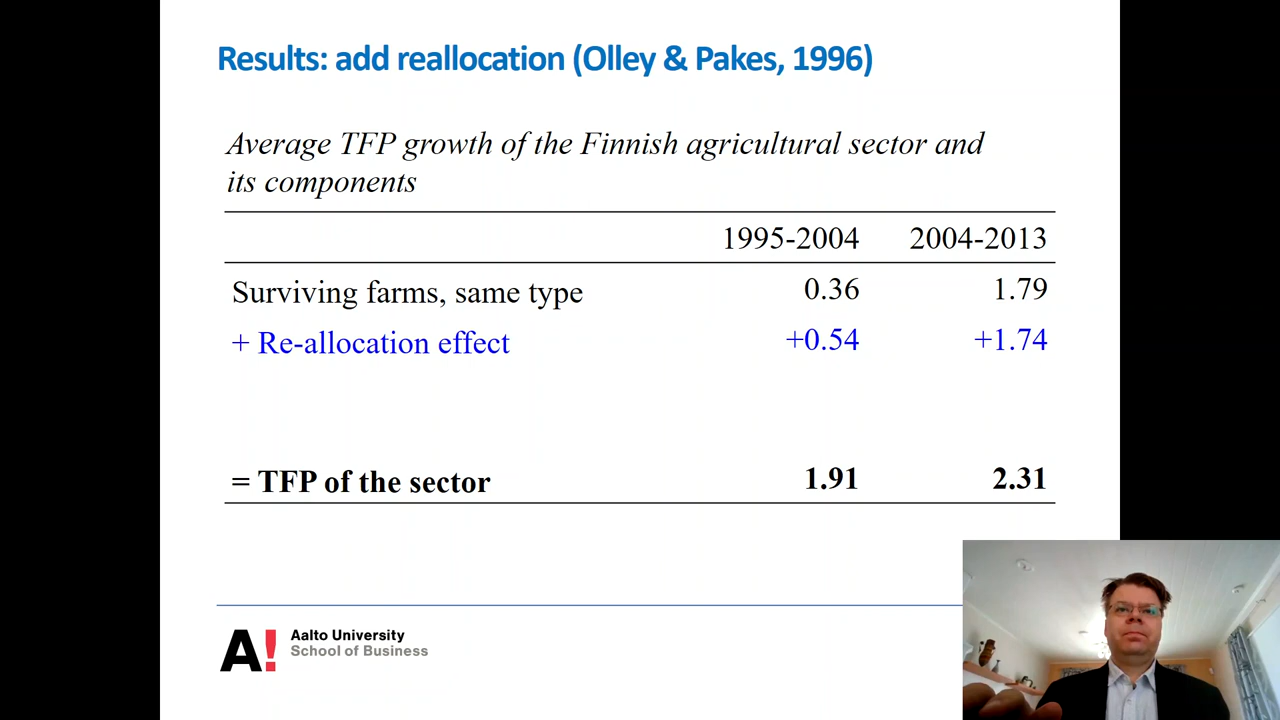 Results: add reallocation (Olley & Pakes, 1996)
Average TFP growth of the Finnish agricultural sector and
its components
1995-2004 2004-2013
Surviving farms, same type 0.36 1.79
+ Re-allocation effect +0.54 +1.74
= TFP of the sector 1.91 2.31
A! Aalto University
School of Business